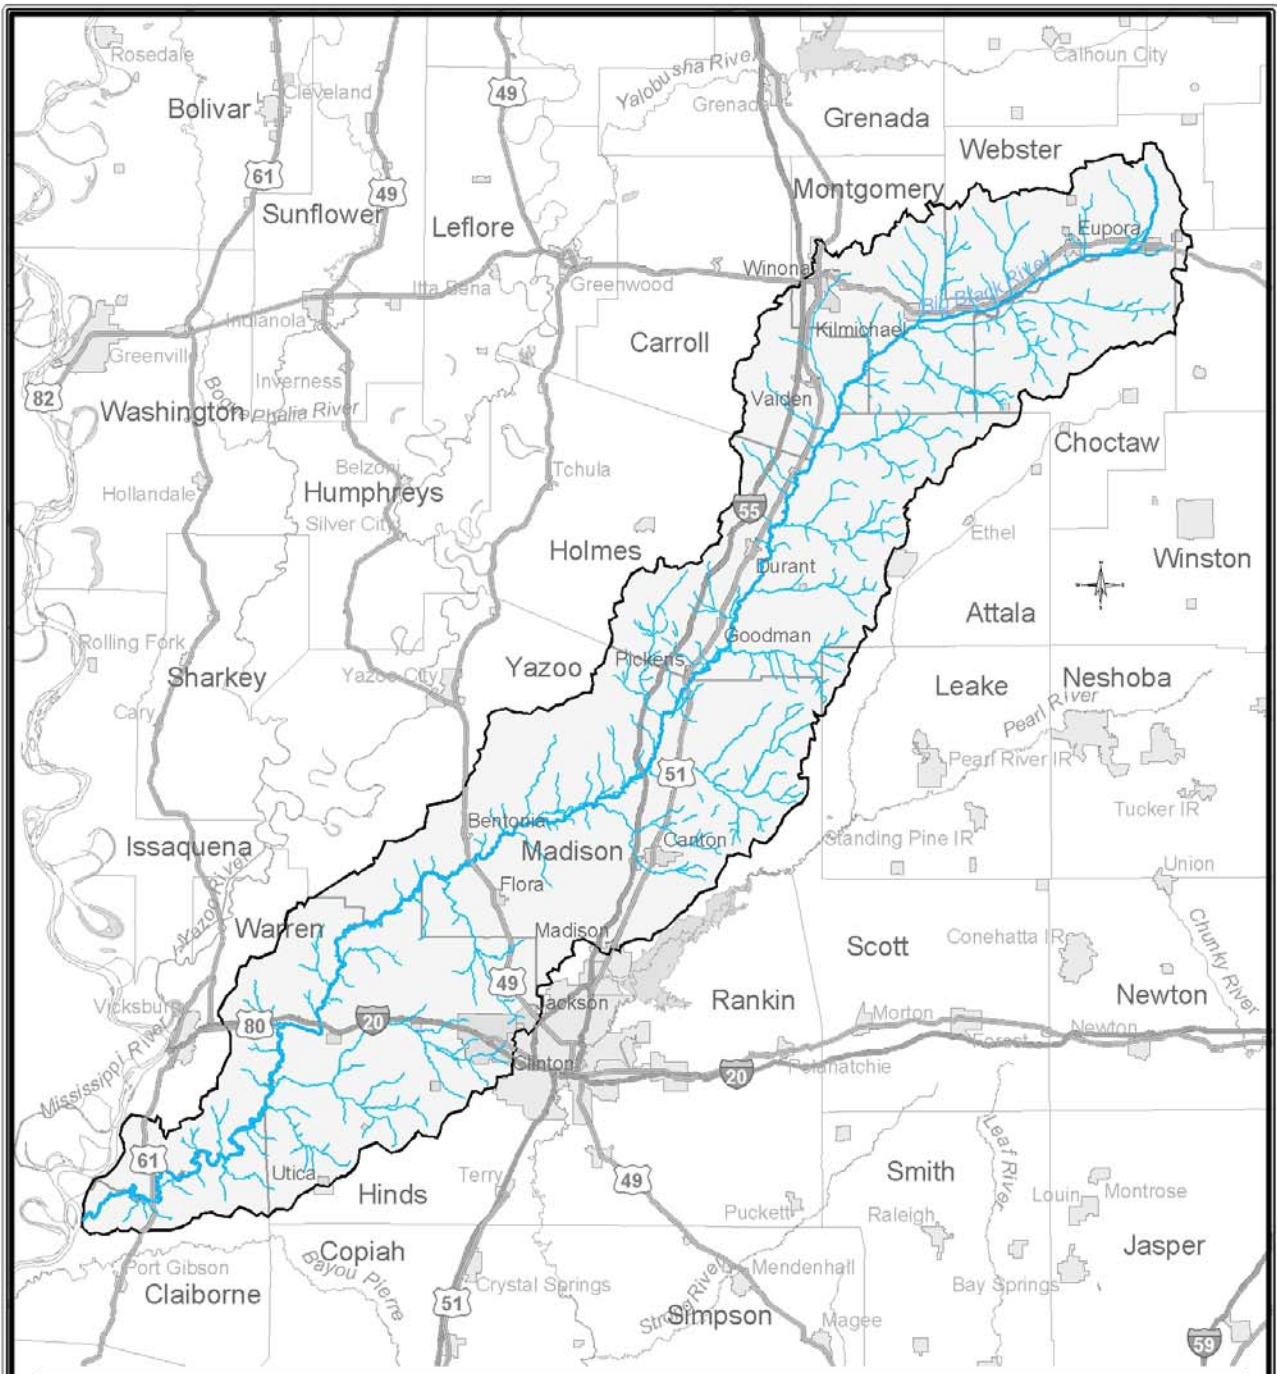 Rosedale
Calhoun City
Yalobusha River
Cleveland
49
Grenada
Bolivar
Grenada
Webster
61
49
Montgomery
Sunflower
Leflore
Eupora
Winona
Big Black River
Itta Bena
Greenwood
Indianola
Kilmichael
Carroll
Greenville
Inverness
82
Vaiden
Washington
Bogue Phalia River
Choctaw
Belzoni
Tchula
Hollandale
Humphreys
55
Silver City
Ethel
Holmes
Winston
Durant
Attala
Goodman
Rolling Fork
Pickens
Yazoo
Sharkey
Yazoo City
Leake
Neshoba
Pearl River
Cary
Pearl River IR
51
Tucker IR
Bentonia
Canton
Standing Pine IR
Issaquena
Madison
Union
Flora
Yazoo River
Warren
Madison
Scott
Conehatta IR
Chunky River
49
Newton
Jackson
Rankin
Vicksburg
80
20
Morton
Newton
Forest
Mississippi River
Clinton
20
Pelahatchie
Leaf River
61
Utica
Terry
49
Smith
Hinds
Louin
Montrose
Puckett
Raleigh
Copiah
Jasper
Port Gibson
Bayou Pierre
Mendenhall
Claiborne
Crystal Springs
Bay Springs
51
Strong River
Simpson
Magee
59